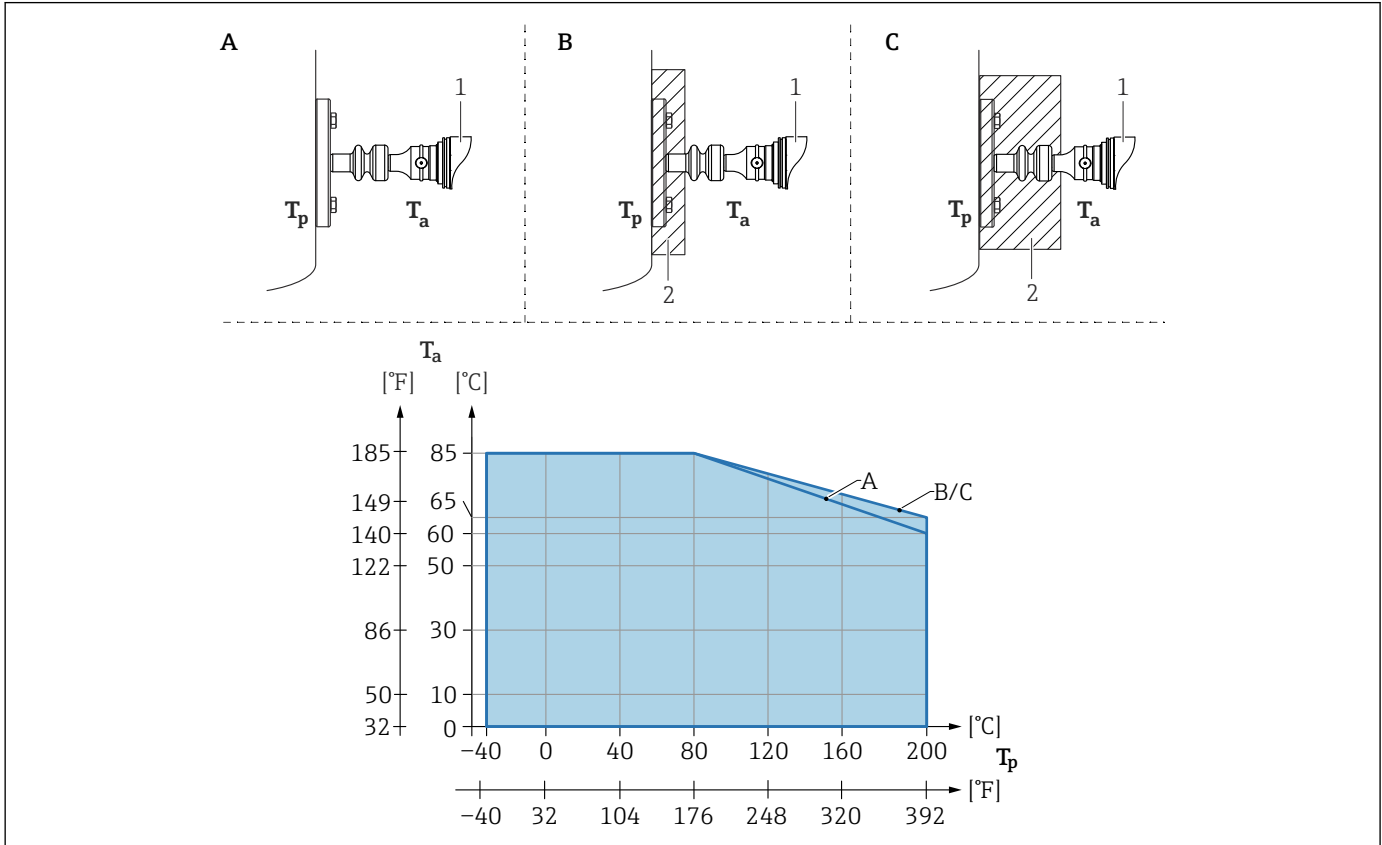 A B C
1 1 1
Tp Ta Tp Ta Tp Ta
2 2
Ta
[°F] [°C]
185 85
149 65
140 60
122 50
86 30
50 10
32 0
A
B/C
−40 0 40 80 120 160 200 [°C]
Tp
−40 32 104 176 248 320 392 [°F]